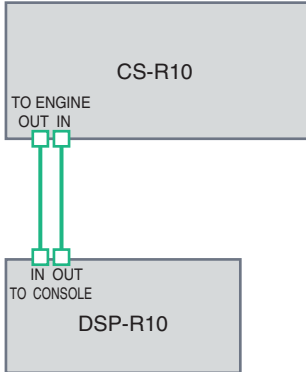 CS-R10
TO ENGINE
OUT IN
IN OUT
TO CONSOLE
DSP-R10